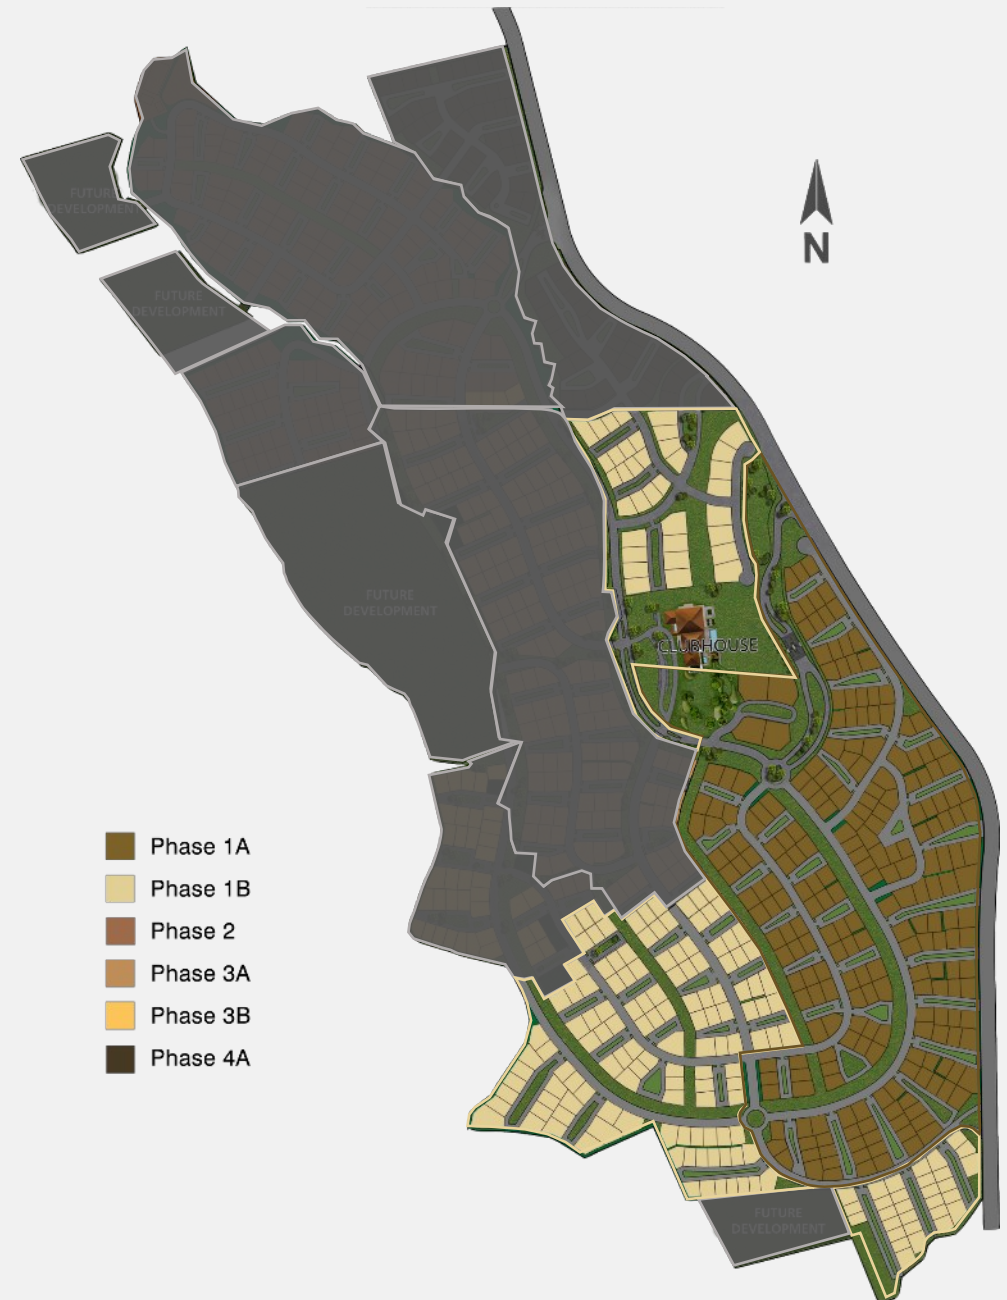 FUTURE
DEVELOPMENT
N
FUTURE
DEVELOPMENT
FUTURE
DEVELOPMENT
CLUBHOUSE
Phase 1A
Phase 1B
Phase 2
Phase 3A
Phase 3B
Phase 4A
FUTURE
DEVELOPMENT